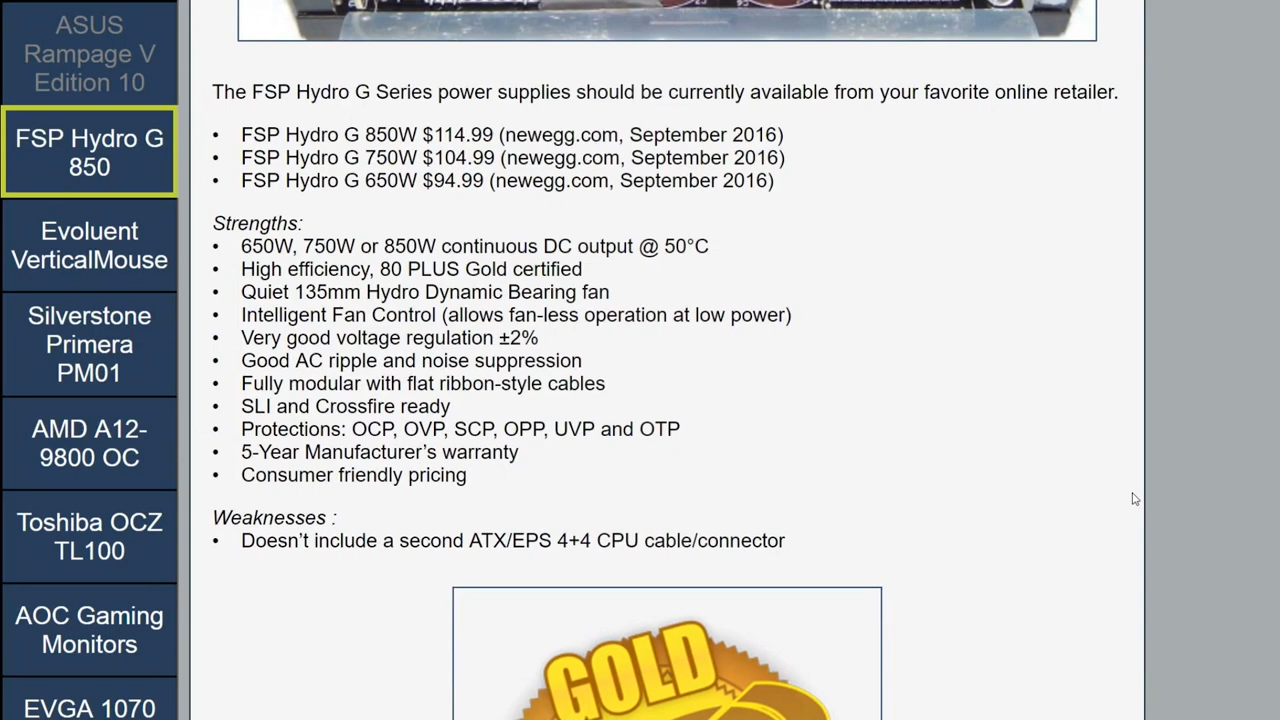 ASUS
Rampage V
Edition 10
FSP Hydro G
850
Evoluent
VerticalMouse
Silverstone
Primera
PM01
AMD A12-
9800 OC
Toshiba OCZ
TL100
AOC Gaming
Monitors
EVGA 1070
The FSP Hydro G Series power supplies should be currently available from your favorite online retailer.
• FSP Hydro G 850W $114.99 (newegg.com, September 2016)
• FSP Hydro G 750W $104.99 (newegg.com, September 2016)
• FSP Hydro G 650W $94.99 (newegg.com, September 2016)
Strengths:
• 650W, 750W or 850W continuous DC output @ 50°C
• High efficiency, 80 PLUS Gold certified
• Quiet 135mm Hydro Dynamic Bearing fan
• Intelligent Fan Control (allows fan-less operation at low power)
• Very good voltage regulation ±2%
• Good AC ripple and noise suppression
• Fully modular with flat ribbon-style cables
• SLI and Crossfire ready
• Protections: OCP, OVP, SCP, OPP, UVP and OTP
• 5-Year Manufacturer’s warranty
• Consumer friendly pricing
Weaknesses :
• Doesn’t include a second ATX/EPS 4+4 CPU cable/connector
GOLD